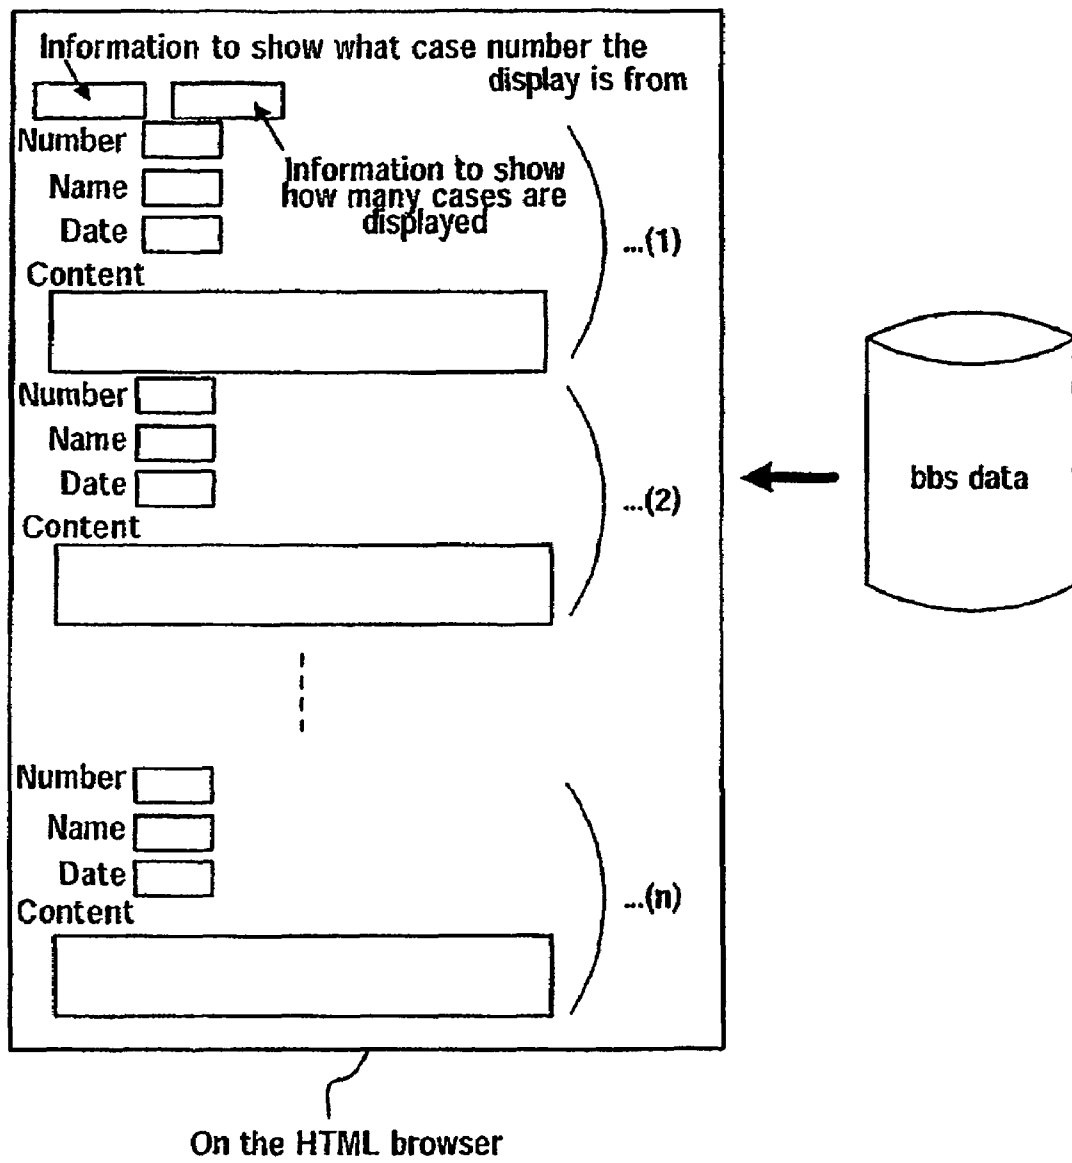 Information to show what case number the
display is from
Number
Information to show
how many cases are
displayed
Name
Date
...(1)
Content
Number
Name
Date
...(2)
Content
bbs data
Number
Name
Date
...(n)
Content
On the HTML browser